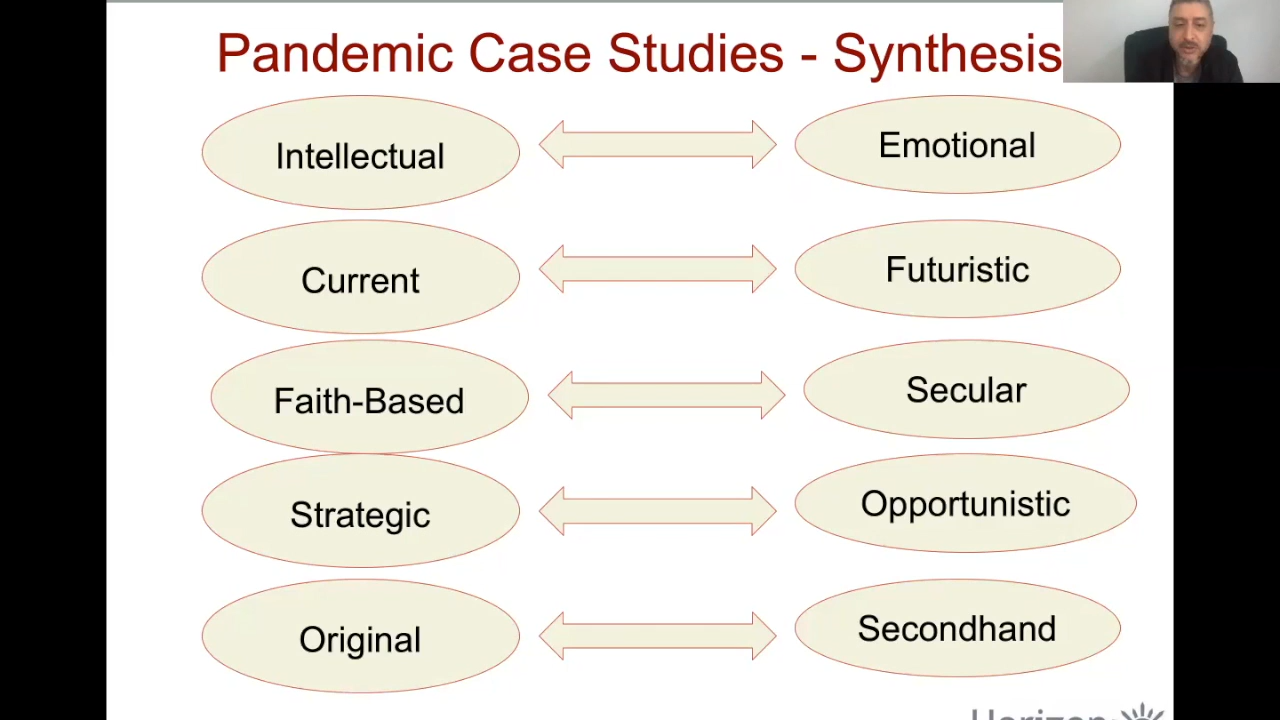 Pandemic Case Studies - Synthesis
Intellectual
Emotional
Current
Futuristic
Faith-Based
Secular
Strategic
Opportunistic
Original
Secondhand